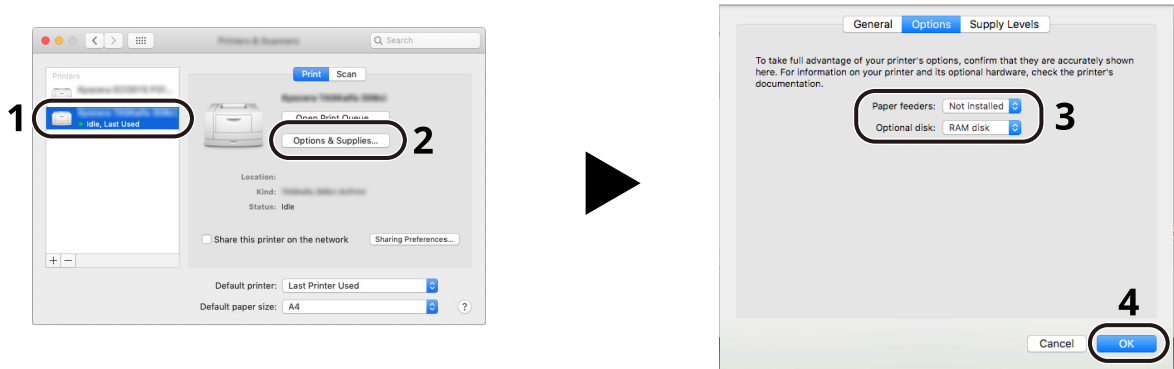 Search
Printers
Print Scan
1
Idle, Last Used
Open Print Queue...
Options & Supplies...
2
Location:
Kind:
Status: Idle
Share this printer on the network
Sharing Preferences...
+ −
Default printer: Last Printer Used
Default paper size: A4
?
General Options Supply Levels
To take full advantage of your printer's options, confirm that they are accurately shown
here. For information on your printer and its optional hardware, check the printer's
documentation.
Paper feeders: Not installed
Optional disk: RAM disk
3
4
Cancel OK